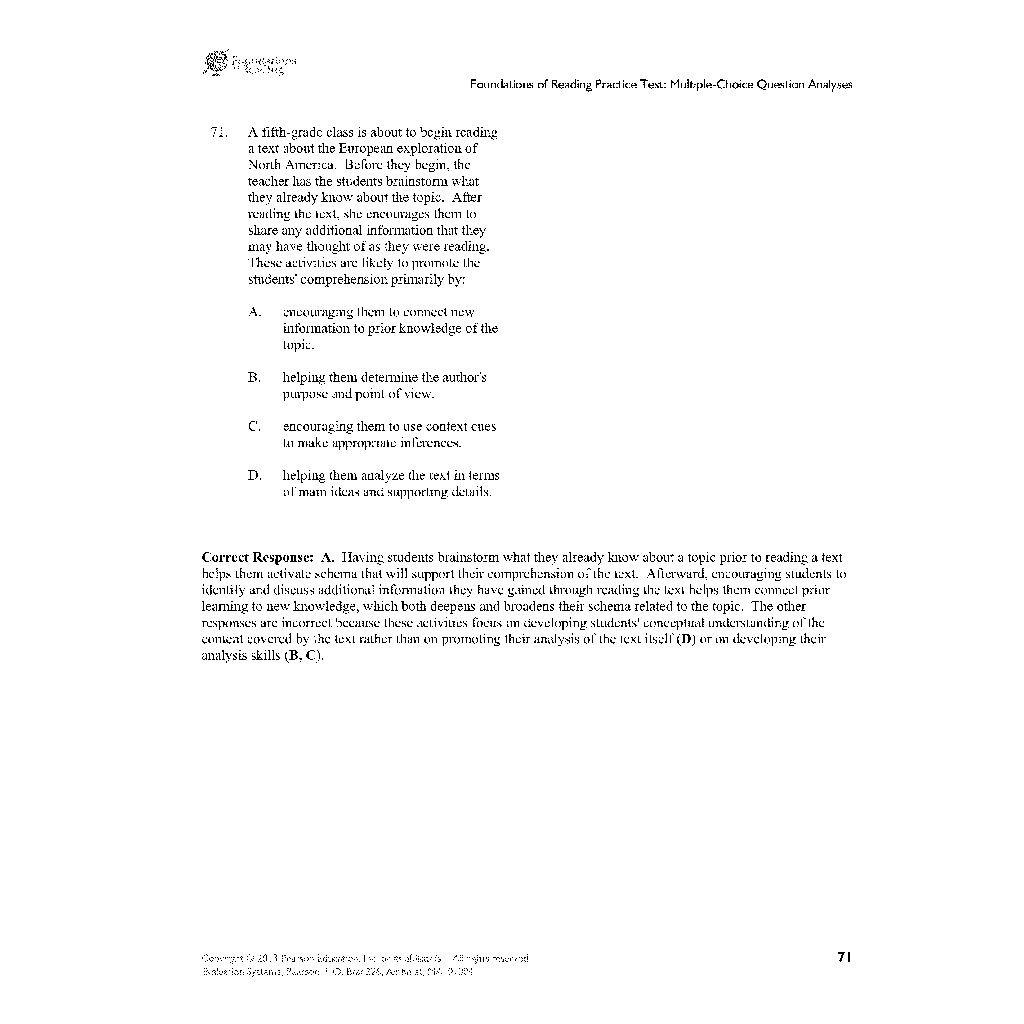 Foundations
of Reading
Foundations of Reading Practice Test: Multiple-Choice Question Analyses
71. A fifth-grade class is about to begin reading
a text about the European exploration of
North America. Before they begin, the
teacher has the students brainstorm what
they already know about the topic. After
reading the text, she encourages them to
share any additional information that they
may have thought of as they were reading.
These activities are likely to promote the
students' comprehension primarily by:
A. encouraging them to connect new
information to prior knowledge of the
topic.
B. helping them determine the author's
purpose and point of view.
C. encouraging them to use context cues
to make appropriate inferences.
D. helping them analyze the text in terms
of main ideas and supporting details.
Correct Response: A. Having students brainstorm what they already know about a topic prior to reading a text
helps them activate schema that will support their comprehension of the text. Afterward, encouraging students to
identify and discuss additional information they have gained through reading the text helps them connect prior
learning to new knowledge, which both deepens and broadens their schema related to the topic. The other
responses are incorrect because these activities focus on developing students' conceptual understanding of the
content covered by the text rather than on promoting their analysis of the text itself (D) or on developing their
analysis skills (B, C).
Copyright © 2013 Pearson Education, Inc. or its affiliate(s). All rights reserved.
Evaluation Systems, Pearson, P.O. Box 226, Amherst, MA 01004
71